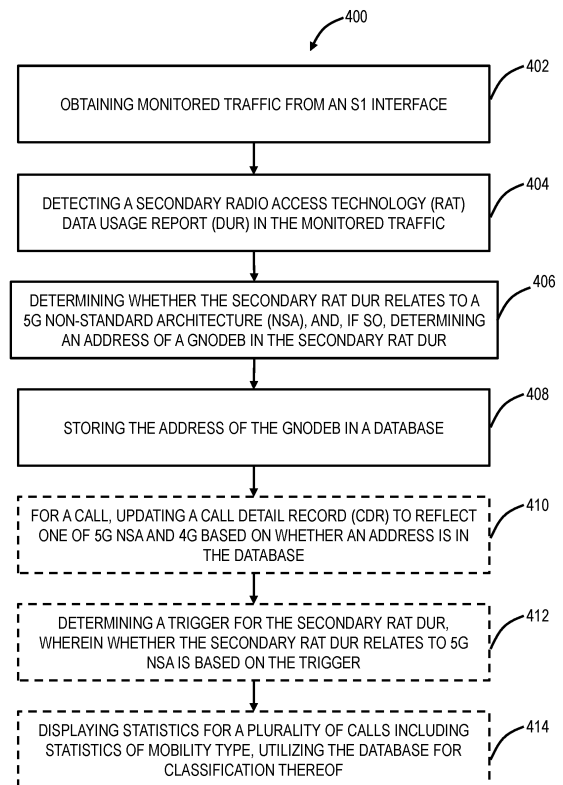 400
402
OBTAINING MONITORED TRAFFIC FROM AN S1 INTERFACE
404
DETECTING A SECONDARY RADIO ACCESS TECHNOLOGY (RAT)
DATA USAGE REPORT (DUR) IN THE MONITORED TRAFFIC
406
DETERMINING WHETHER THE SECONDARY RAT DUR RELATES TO A
5G NON-STANDARD ARCHITECTURE (NSA), AND, IF SO, DETERMINING
AN ADDRESS OF A GNODEB IN THE SECONDARY RAT DUR
408
STORING THE ADDRESS OF THE GNODEB IN A DATABASE
410
FOR A CALL, UPDATING A CALL DETAIL RECORD (CDR) TO REFLECT
ONE OF 5G NSA AND 4G BASED ON WHETHER AN ADDRESS IS IN
THE DATABASE
412
DETERMINING A TRIGGER FOR THE SECONDARY RAT DUR,
WHEREIN WHETHER THE SECONDARY RAT DUR RELATES TO 5G
NSA IS BASED ON THE TRIGGER
414
DISPLAYING STATISTICS FOR A PLURALITY OF CALLS INCLUDING
STATISTICS OF MOBILITY TYPE, UTILIZING THE DATABASE FOR
CLASSIFICATION THEREOF